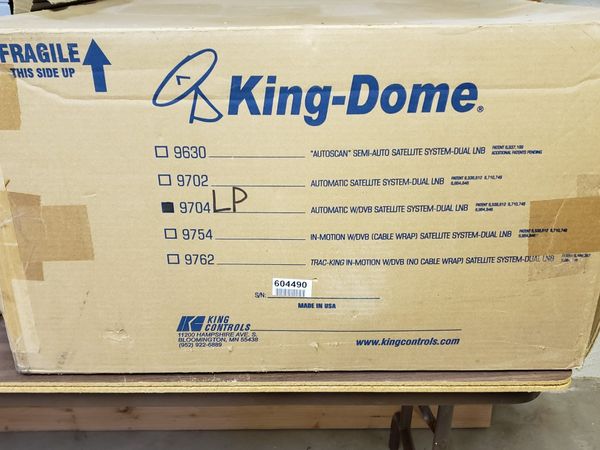 FRAGILE
THIS SIDE UP
King-Dome®
9630 "AUTOSCAN" SEMI-AUTO SATELLITE SYSTEM-DUAL LNB
ADDITIONAL PATENTS PENDING
9702 AUTOMATIC SATELLITE SYSTEM-DUAL LNB
9704 LP AUTOMATIC W/DVB SATELLITE SYSTEM-DUAL LNB
9754 IN-MOTION W/DVB (CABLE WRAP) SATELLITE SYSTEM-DUAL LNB
9762 TRAC-KING IN-MOTION W/DVB (NO CABLE WRAP) SATELLITE SYSTEM-DUAL LNB
S/N: 604490
MADE IN USA
KING
CONTROLS
11200 HAMPSHIRE AVE. S.
BLOOMINGTON, MN 55438
(952) 922-6889
www.kingcontrols.com